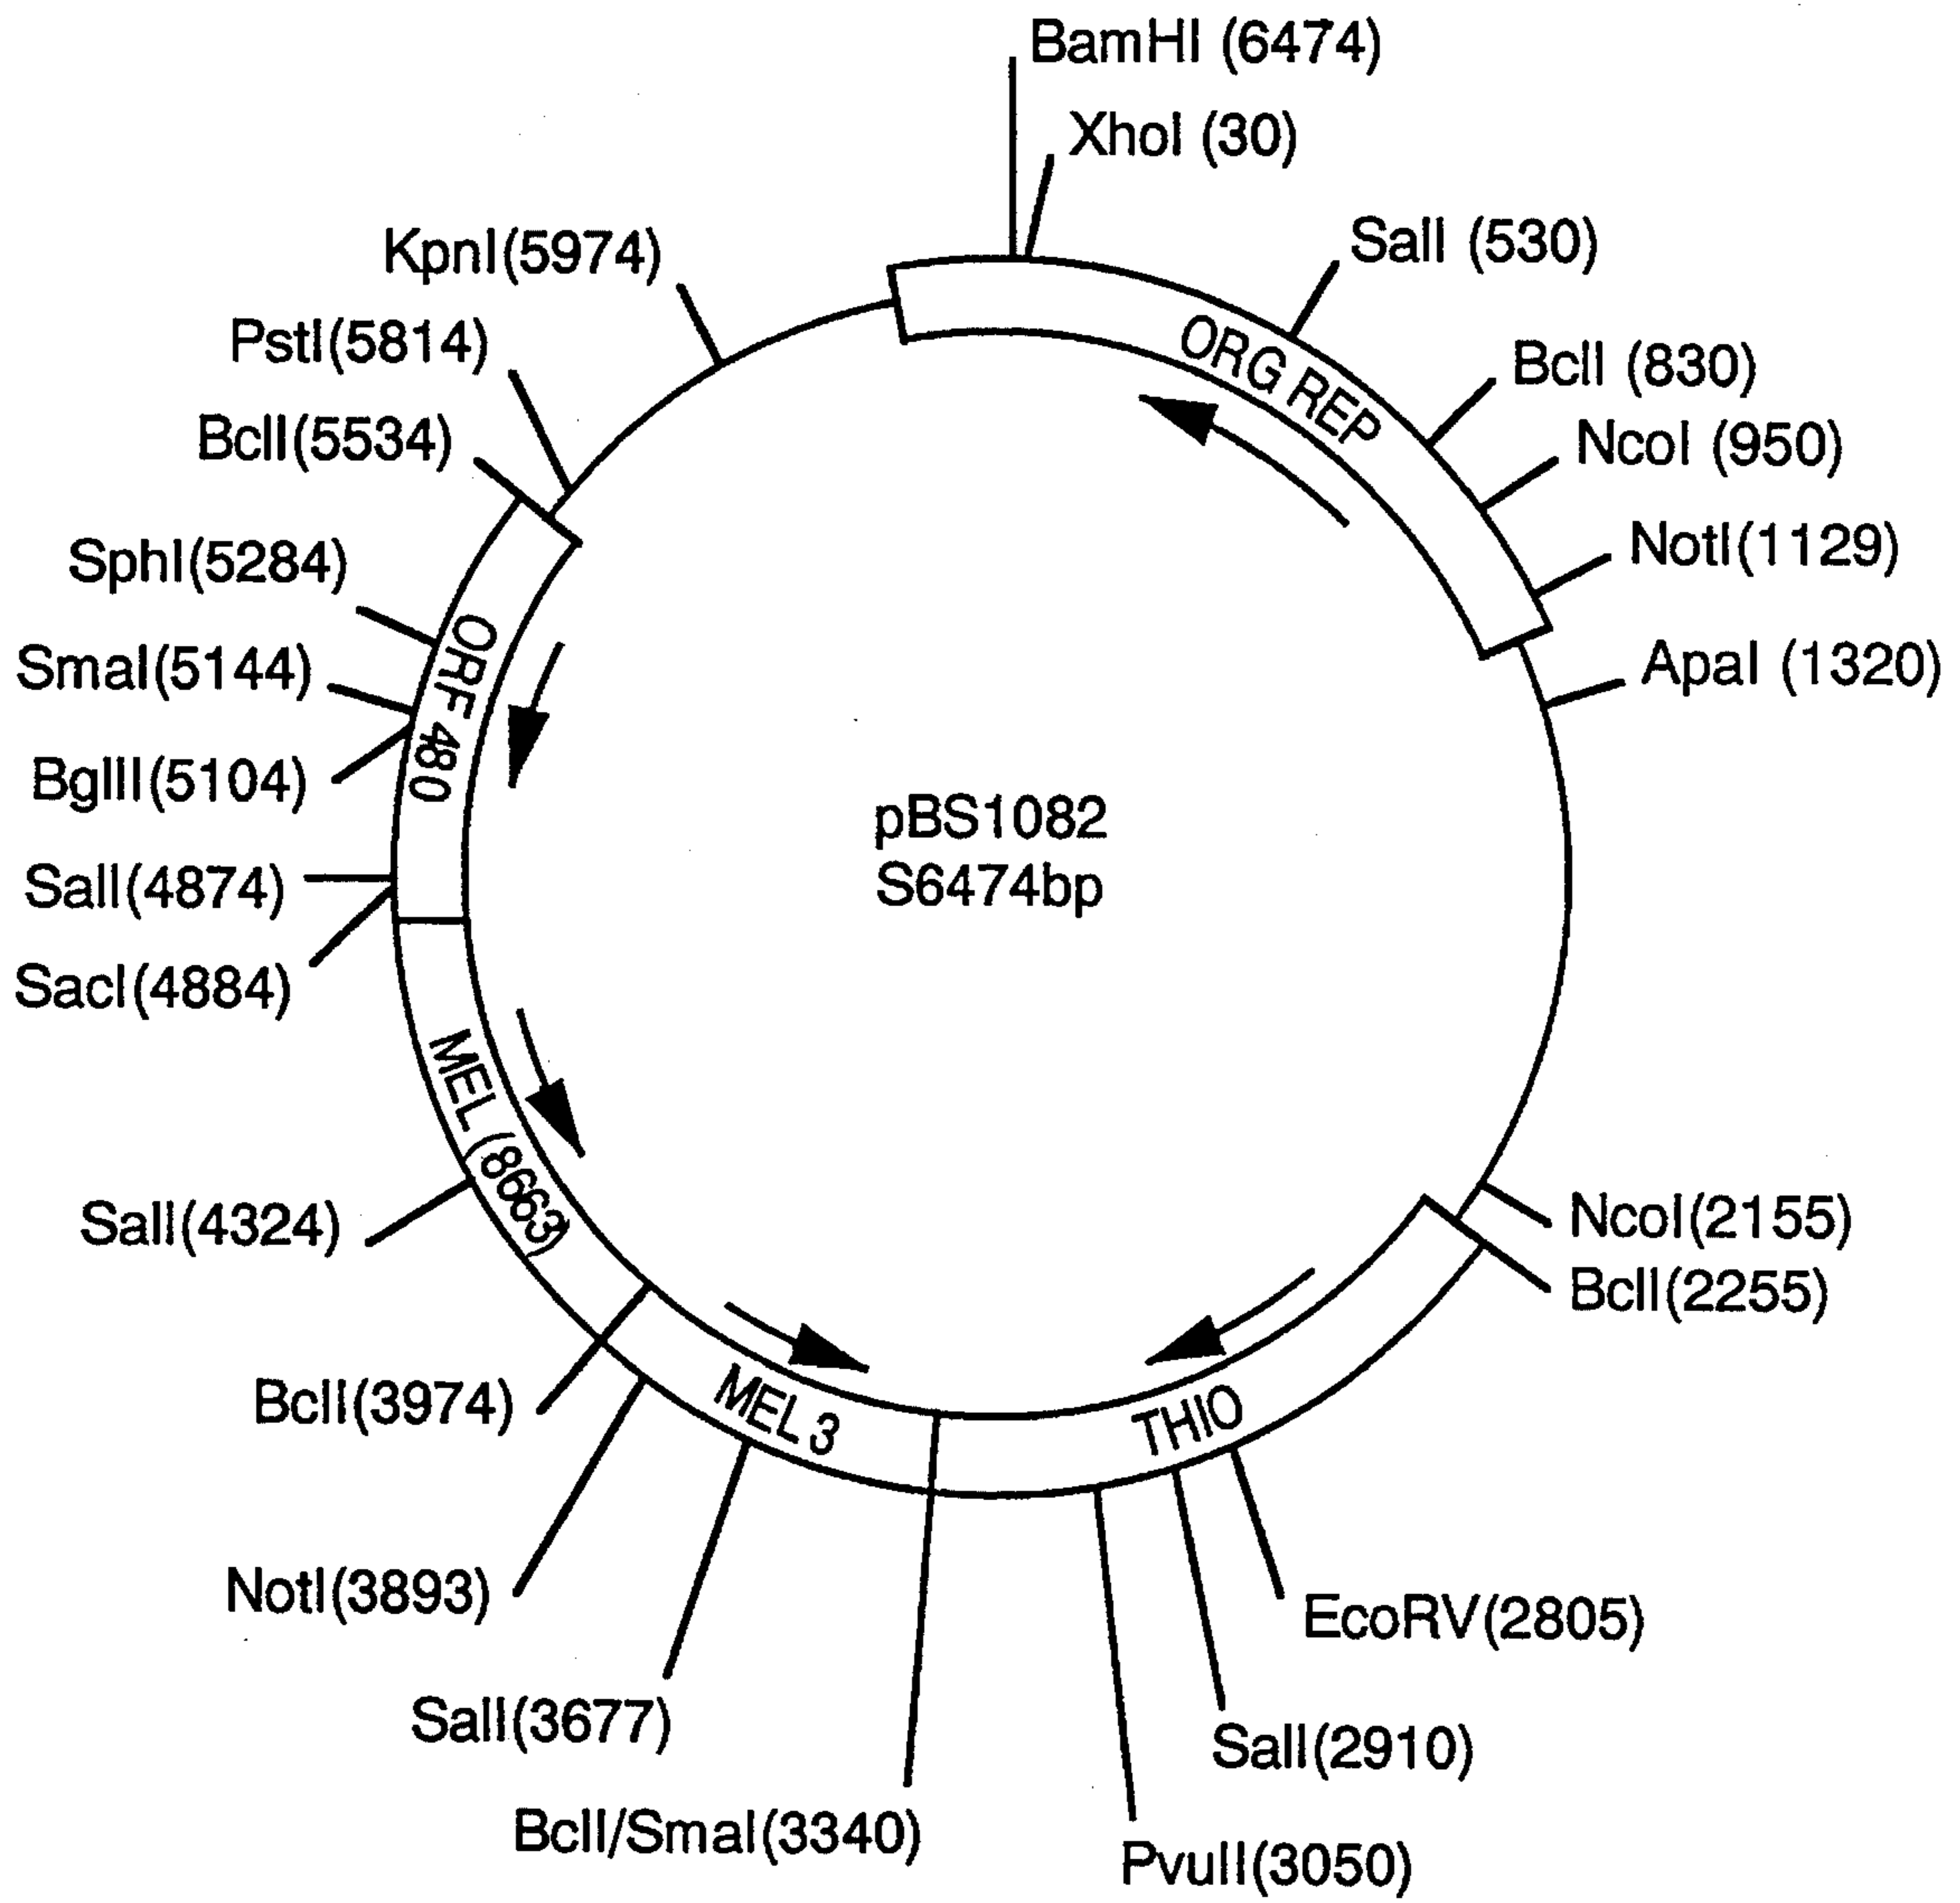 BamHI (6474)
XhoI (30)
SalI (530)
BclI (830)
NcoI (950)
NotI(1129)
ApaI (1320)
NcoI(2155)
BclI(2255)
EcoRV(2805)
SalI(2910)
PvuII(3050)
BclI/SmaI(3340)
SalI(3677)
NotI(3893)
BclI(3974)
SalI(4324)
SacI(4884)
SalI(4874)
BglII(5104)
SmaI(5144)
SphI(5284)
BclI(5534)
PstI(5814)
KpnI(5974)
ORG REP
THIO
MEL 3
MEL (8663)
ORF 480
pBS1082
S6474bp